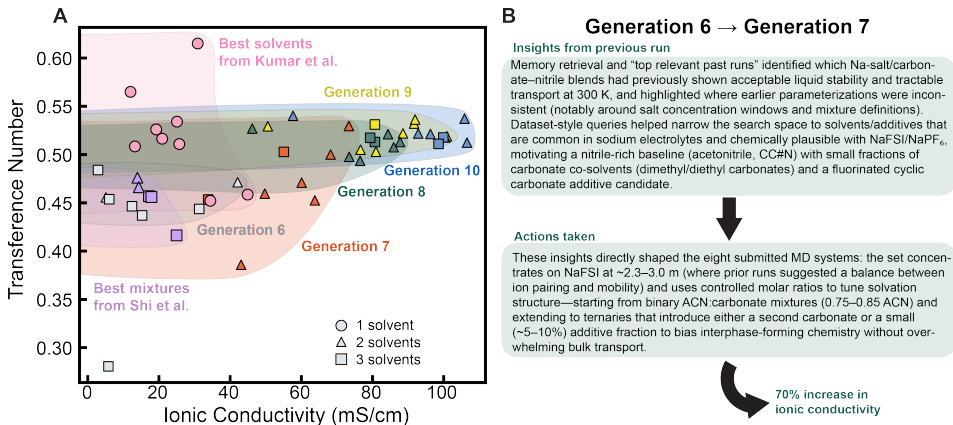 A
0.60
0.55
0.50
0.45
0.40
0.35
0.30
Transference Number
0
20
40
60
80
100
Ionic Conductivity (mS/cm)
Best solvents
from Kumar et al.
Generation 9
Generation 10
Generation 8
Generation 6
Generation 7
Best mixtures
from Shi et al.
1 solvent
2 solvents
3 solvents
B
Generation 6 → Generation 7
Insights from previous run
Memory retrieval and “top relevant past runs” identified which Na-salt/carbon-
ate–nitrile blends had previously shown acceptable liquid stability and tractable
transport at 300 K, and highlighted where earlier parameterizations were incon-
sistent (notably around salt concentration windows and mixture definitions).
Dataset-style queries helped narrow the search space to solvents/additives that
are common in sodium electrolytes and chemically plausible with NaFSI/NaPF₆,
motivating a nitrile-rich baseline (acetonitrile, CC#N) with small fractions of
carbonate co-solvents (dimethyl/diethyl carbonates) and a fluorinated cyclic
carbonate additive candidate.
Actions taken
These insights directly shaped the eight submitted MD systems: the set concen-
trates on NaFSI at ~2.3–3.0 m (where prior runs suggested a balance between
ion pairing and mobility) and uses controlled molar ratios to tune solvation
structure—starting from binary ACN:carbonate mixtures (0.75–0.85 ACN) and
extending to ternaries that introduce either a second carbonate or a small
(~5–10%) additive fraction to bias interphase-forming chemistry without over-
whelming bulk transport.
70% increase in
ionic conductivity